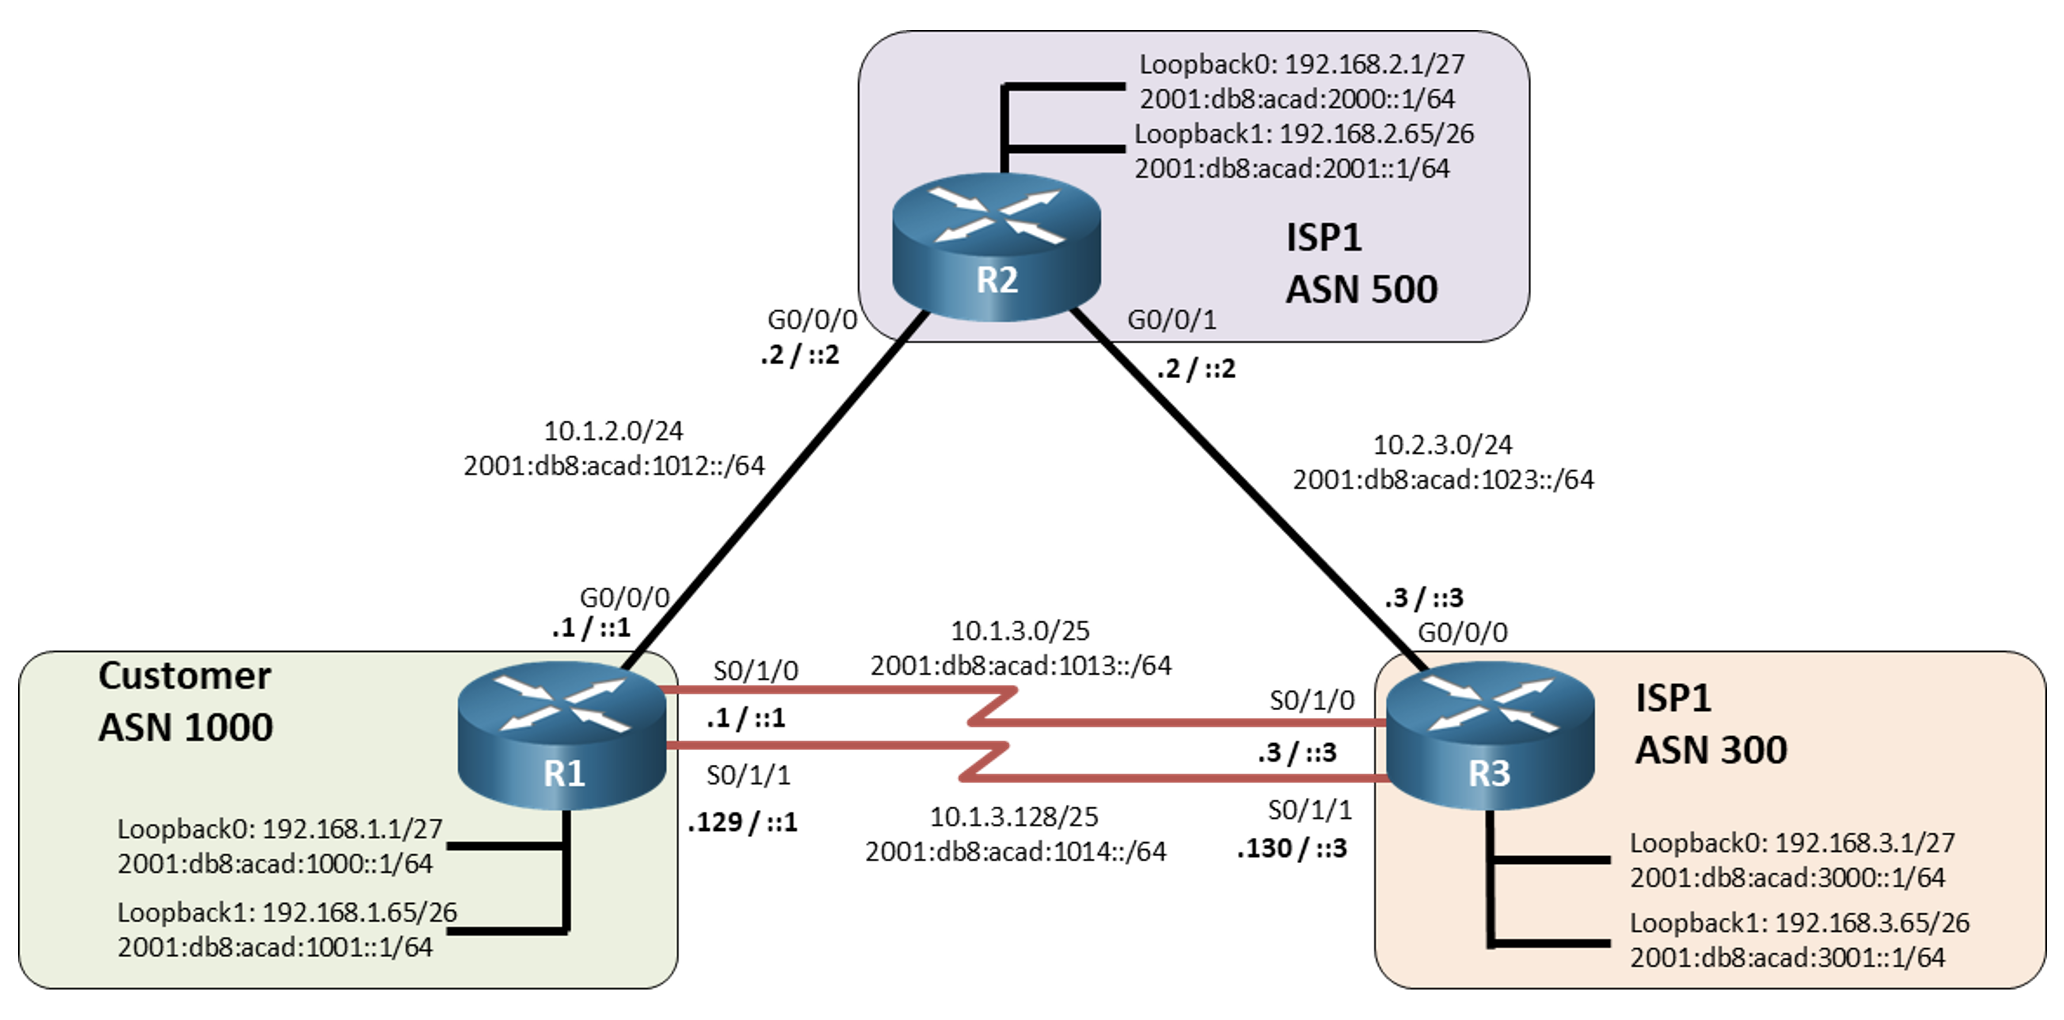 Loopback0: 192.168.2.1/27
2001:db8:acad:2000::1/64
Loopback1: 192.168.2.65/26
2001:db8:acad:2001::1/64
ISP1
ASN 500
R2
G0/0/0
.2 / ::2
G0/0/1
.2 / ::2
10.1.2.0/24
2001:db8:acad:1012::/64
10.2.3.0/24
2001:db8:acad:1023::/64
G0/0/0
.1 / ::1
.3 / ::3
G0/0/0
Customer
ASN 1000
R1
S0/1/0
.1 / ::1
S0/1/1
.129 / ::1
10.1.3.0/25
2001:db8:acad:1013::/64
10.1.3.128/25
2001:db8:acad:1014::/64
S0/1/0
.3 / ::3
S0/1/1
.130 / ::3
R3
ISP1
ASN 300
Loopback0: 192.168.1.1/27
2001:db8:acad:1000::1/64
Loopback1: 192.168.1.65/26
2001:db8:acad:1001::1/64
Loopback0: 192.168.3.1/27
2001:db8:acad:3000::1/64
Loopback1: 192.168.3.65/26
2001:db8:acad:3001::1/64